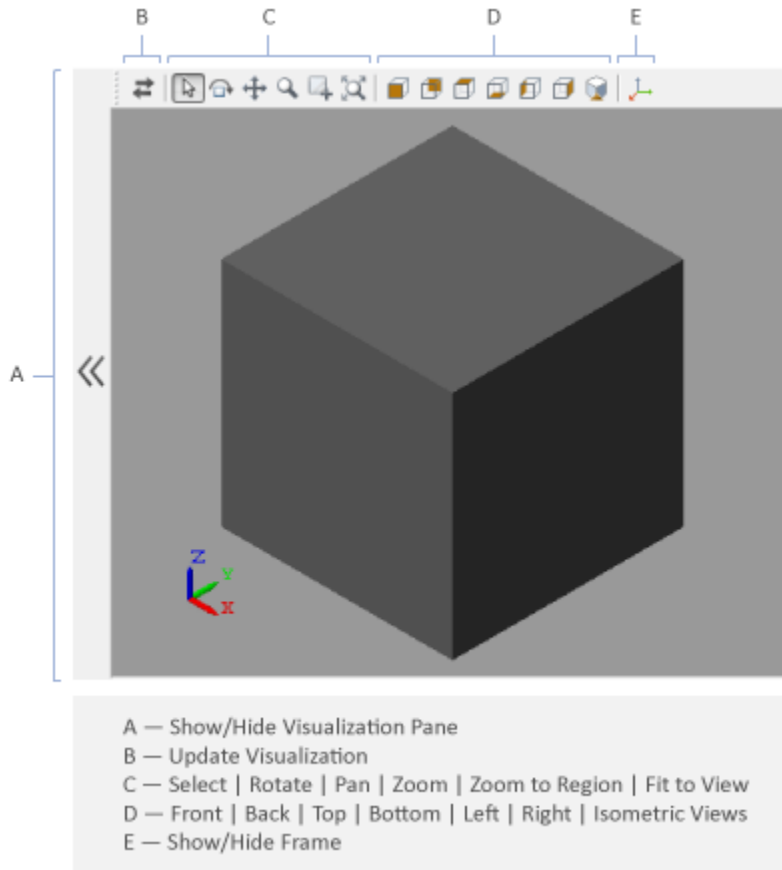 B C D E
A
Z
Y
X
A — Show/Hide Visualization Pane
B — Update Visualization
C — Select | Rotate | Pan | Zoom | Zoom to Region | Fit to View
D — Front | Back | Top | Bottom | Left | Right | Isometric Views
E — Show/Hide Frame